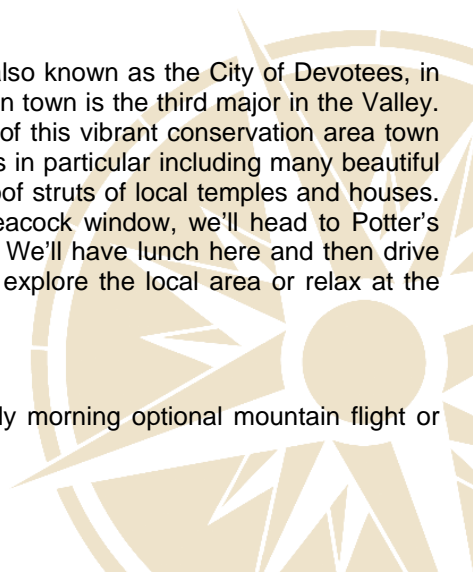 also known as the City of Devotees, in
n town is the third major in the Valley.
of this vibrant conservation area town
s in particular including many beautiful
oof struts of local temples and houses.
eacock window, we'll head to Potter's
We'll have lunch here and then drive
explore the local area or relax at the
ly morning optional mountain flight or